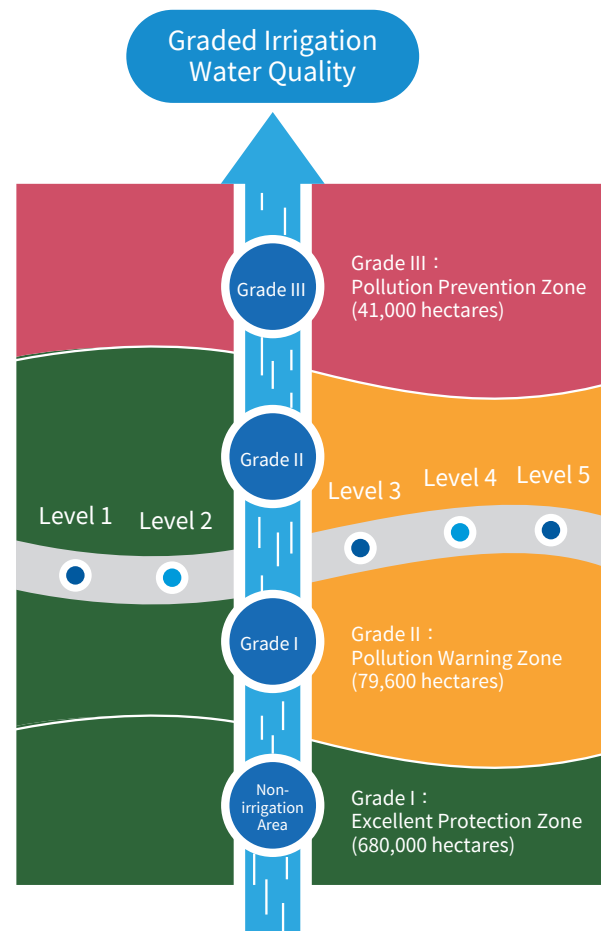 Graded Irrigation
Water Quality
Grade III
Grade III：
Pollution Prevention Zone
(41,000 hectares)
Grade II
Level 1
Level 2
Level 3
Level 4
Level 5
Grade I
Grade II：
Pollution Warning Zone
(79,600 hectares)
Non-
irrigation
Area
Grade I：
Excellent Protection Zone
(680,000 hectares)